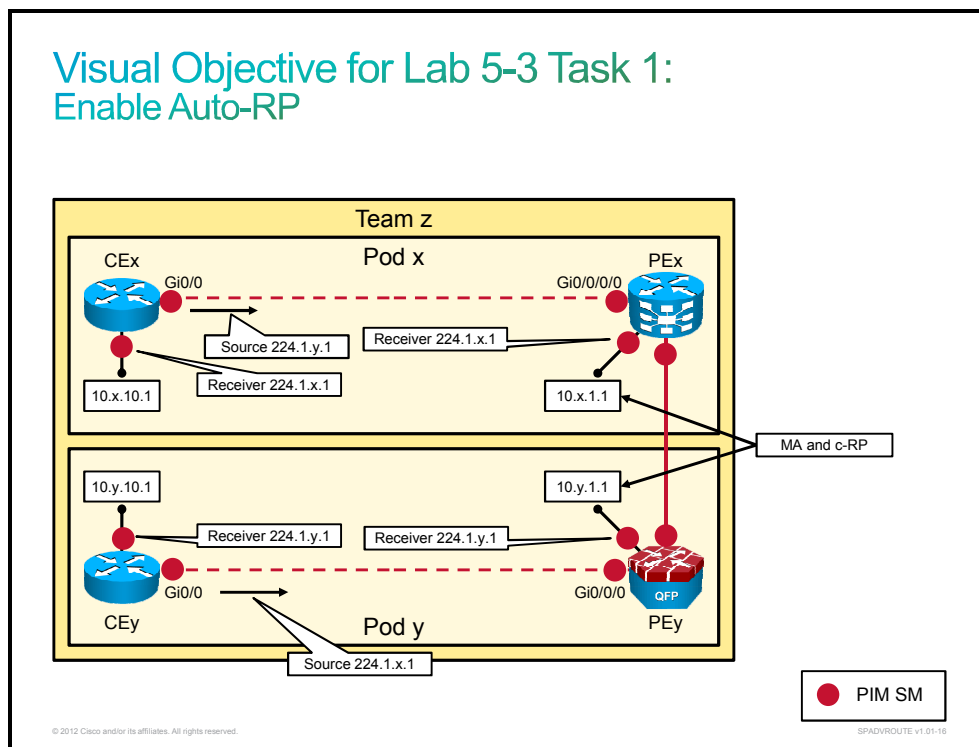 Visual Objective for Lab 5-3 Task 1:
Enable Auto-RP
Team z
Pod x
CEx
PEx
Gi0/0
Gi0/0/0/0
Source 224.1.y.1
Receiver 224.1.x.1
Receiver 224.1.x.1
10.x.10.1
10.x.1.1
MA and c-RP
10.y.10.1
10.y.1.1
Receiver 224.1.y.1
Receiver 224.1.y.1
Gi0/0
Gi0/0/0
QFP
CEy
PEy
Pod y
Source 224.1.x.1
PIM SM
© 2012 Cisco and/or its affiliates. All rights reserved.
SPADVROUTE v1.01-16